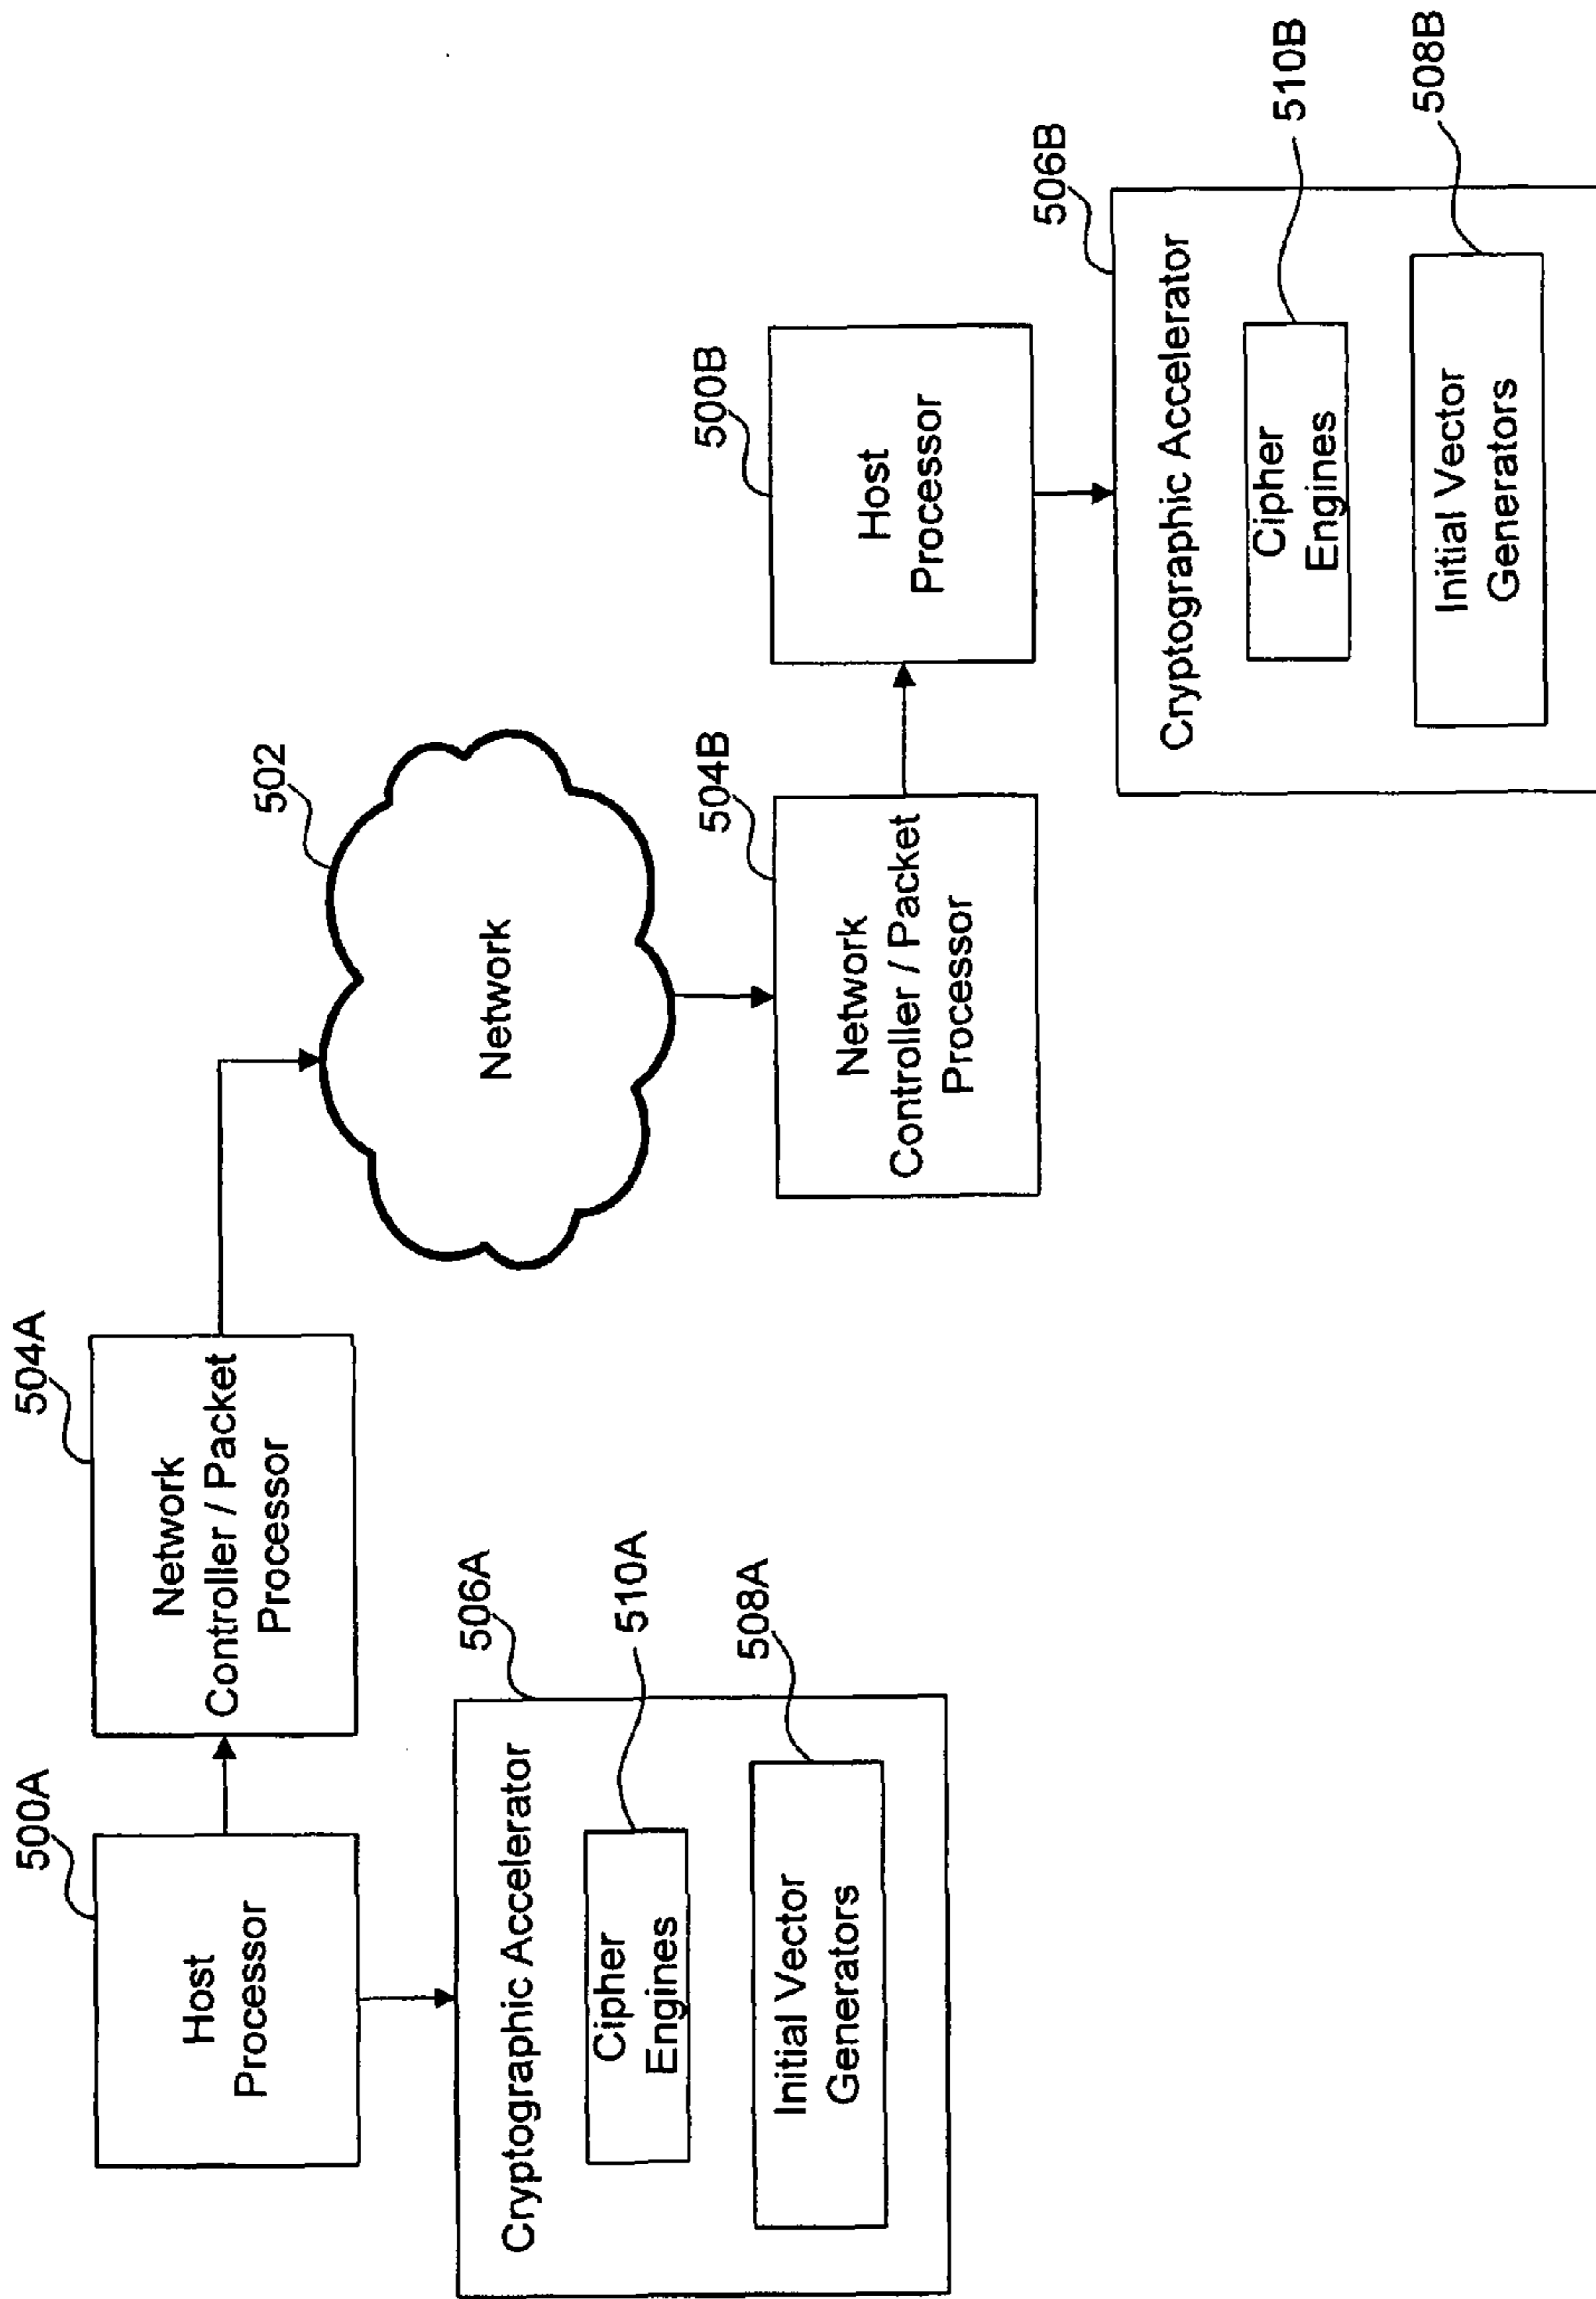 500A
Host
Processor
504A
Network
Controller / Packet
Processor
506A
Cryptographic Accelerator
510A
Cipher
Engines
508A
Initial Vector
Generators
502
Network
504B
Network
Controller / Packet
Processor
500B
Host
Processor
506B
Cryptographic Accelerator
510B
Cipher
Engines
508B
Initial Vector
Generators